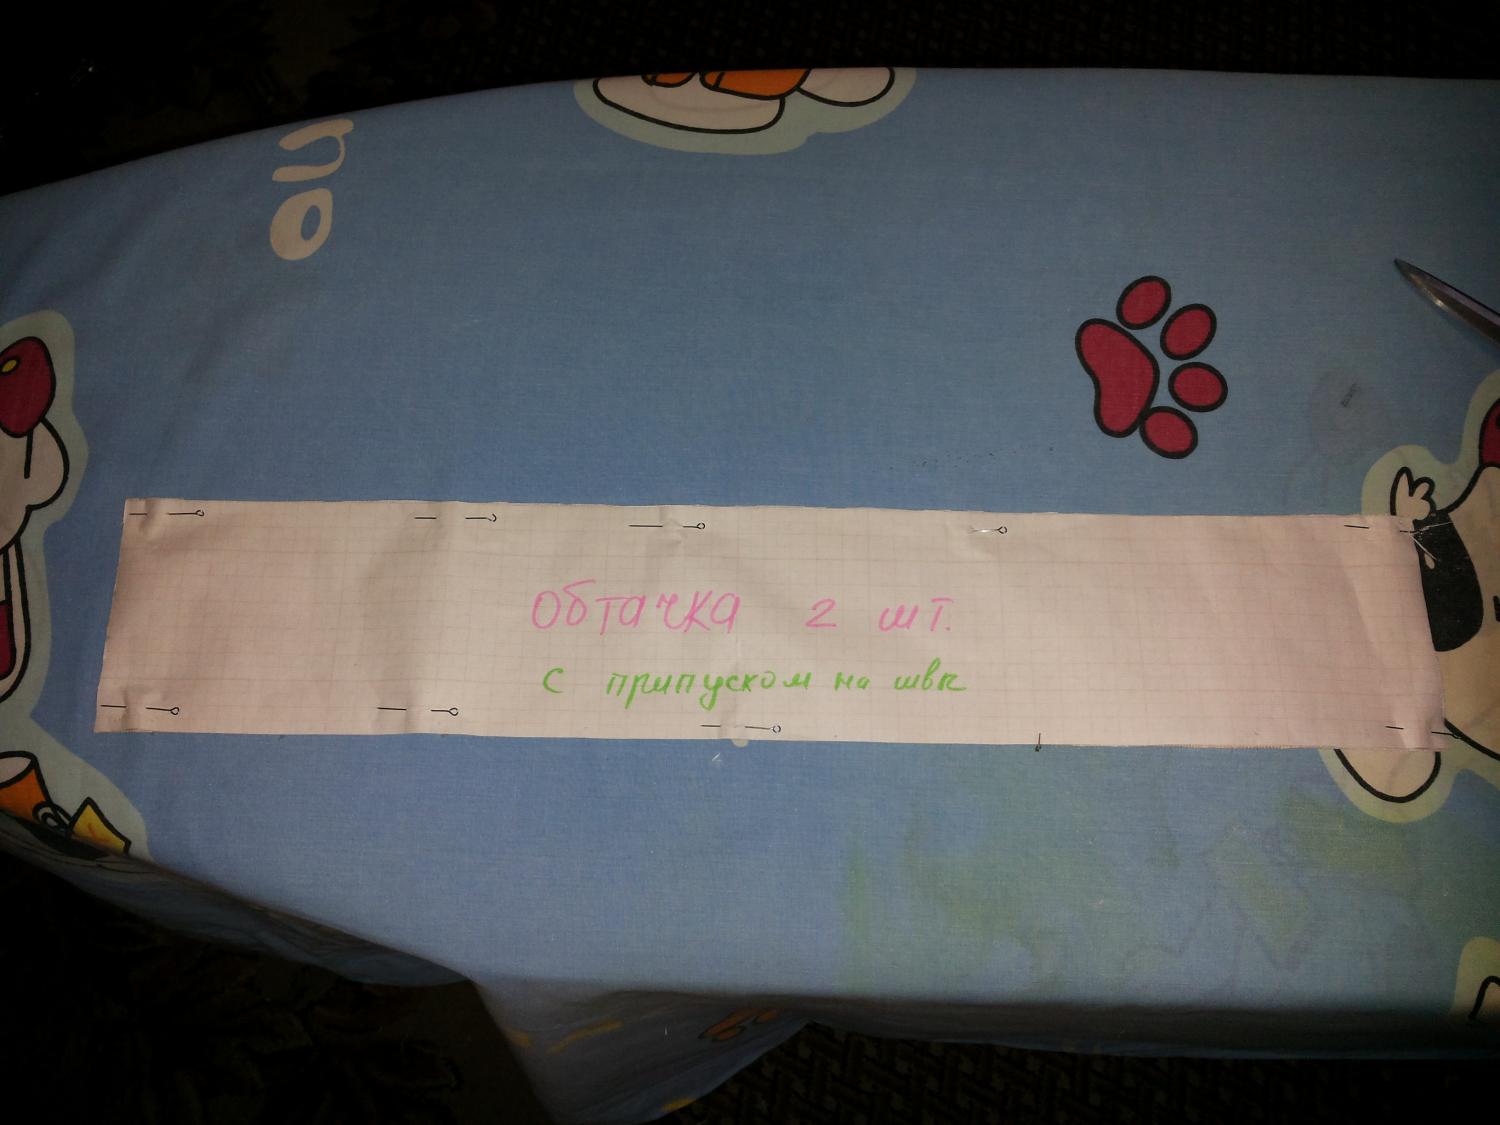 обтачка 2 шт.
с припуском на швы